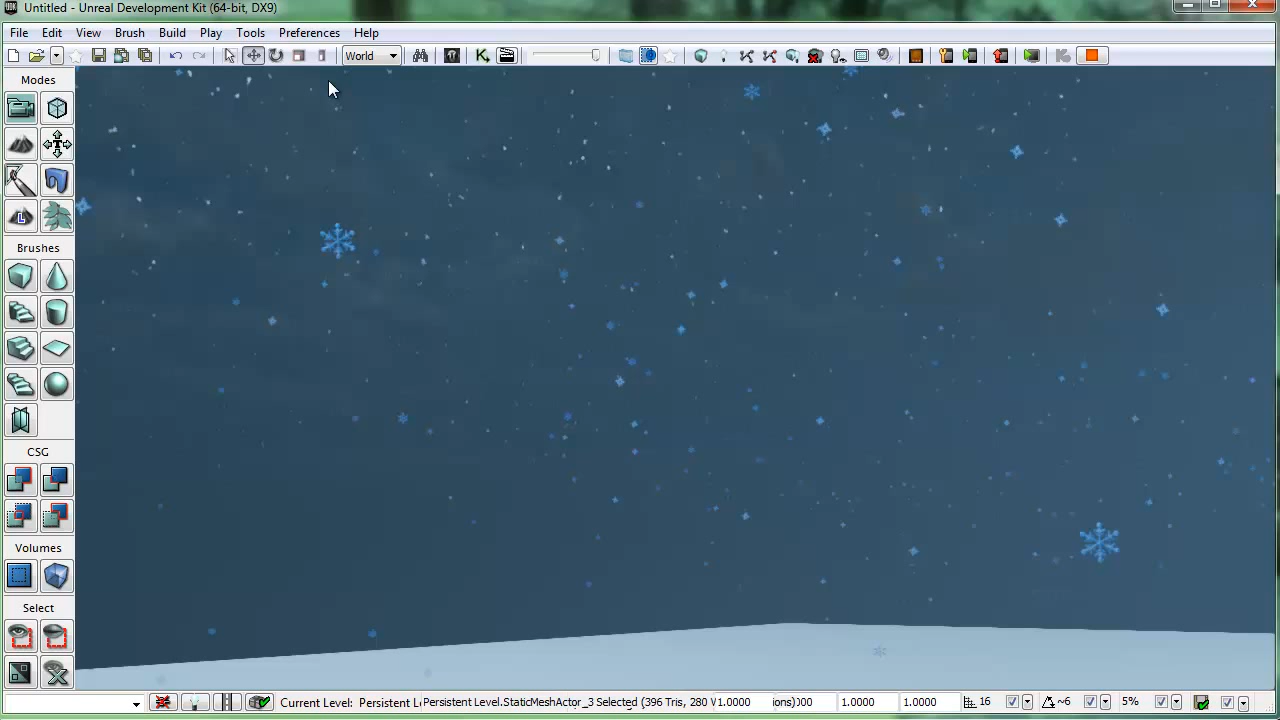 Untitled - Unreal Development Kit (64-bit, DX9)
File Edit View Brush Build Play Tools Preferences Help
World
Modes
Brushes
CSG
Volumes
Select
Current Level: Persistent Persistent Level.StaticMeshActor_3 Selected (396 Tris, 280 1.0000 1.0000 1.0000 16 ~6 5%